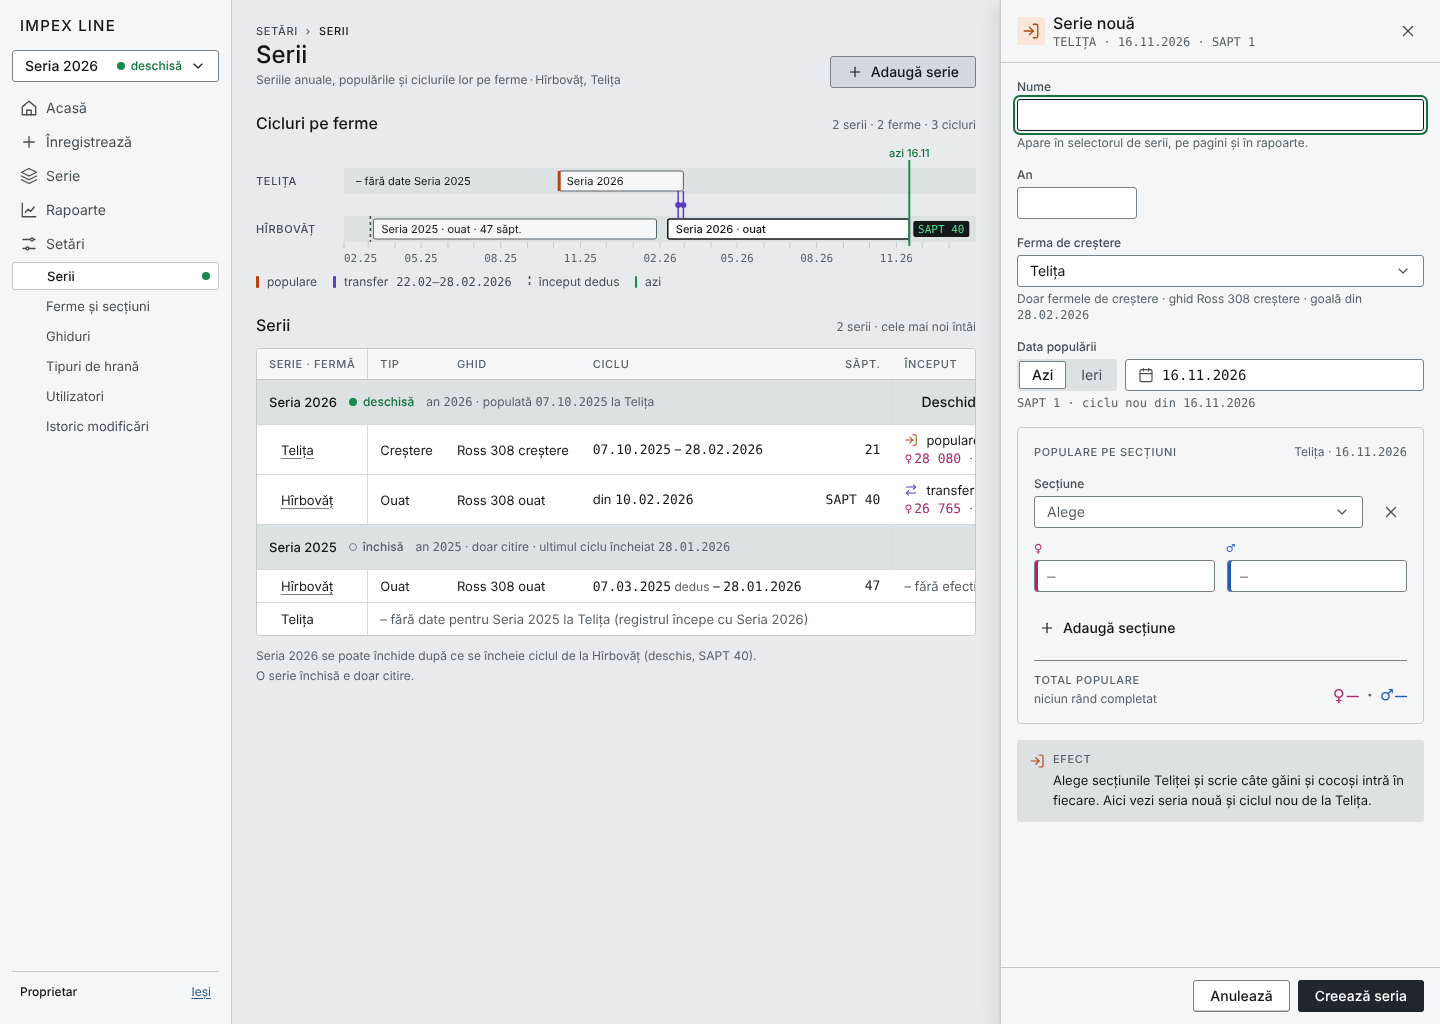 IMPEX LINE
Seria 2026 deschisă
Acasă
Înregistrează
Serie
Rapoarte
Setări
Serii
Ferme și secțiuni
Ghiduri
Tipuri de hrană
Utilizatori
Istoric modificări
Proprietar Ieși
SETĂRI › SERII
Serii
Seriile anuale, populările și ciclurile lor pe ferme · Hîrbovăț, Telița
+ Adaugă serie
Cicluri pe ferme
2 serii · 2 ferme · 3 cicluri
azi 16.11
TELIȚA – fără date Seria 2025 Seria 2026
HÎRBOVĂȚ Seria 2025 · ouat · 47 săpt. Seria 2026 · ouat SAPT 40
02.25 05.25 08.25 11.25 02.26 05.26 08.26 11.26
populare transfer 22.02–28.02.2026 început dedus azi
Serii
2 serii · cele mai noi întâi
SERIE · FERMĂ TIP GHID CICLU SĂPT. ÎNCEPUT
Seria 2026 deschisă an 2026 · populată 07.10.2025 la Telița Deschid
Telița Creștere Ross 308 creștere 07.10.2025 – 28.02.2026 21 populare
♀28 080 ·
Hîrbovăț Ouat Ross 308 ouat din 10.02.2026 SAPT 40 transfer
♀26 765 ·
Seria 2025 închisă an 2025 · doar citire · ultimul ciclu încheiat 28.01.2026
Hîrbovăț Ouat Ross 308 ouat 07.03.2025 dedus – 28.01.2026 47 – fără efecti
Telița – fără date pentru Seria 2025 la Telița (registrul începe cu Seria 2026)
Seria 2026 se poate închide după ce se încheie ciclul de la Hîrbovăț (deschis, SAPT 40).
O serie închisă e doar citire.
Serie nouă
TELIȚA · 16.11.2026 · SAPT 1
Nume
Apare în selectorul de serii, pe pagini și în rapoarte.
An
Ferma de creștere
Telița
Doar fermele de creștere · ghid Ross 308 creștere · goală din
28.02.2026
Data populării
Azi Ieri 16.11.2026
SAPT 1 · ciclu nou din 16.11.2026
POPULARE PE SECȚIUNI Telița · 16.11.2026
Secțiune
Alege
♀ ♂
– –
+ Adaugă secțiune
TOTAL POPULARE
niciun rând completat ♀— · ♂—
EFECT
Alege secțiunile Teliței și scrie câte găini și cocoși intră în
fiecare. Aici vezi seria nouă și ciclul nou de la Telița.
Anulează Creează seria